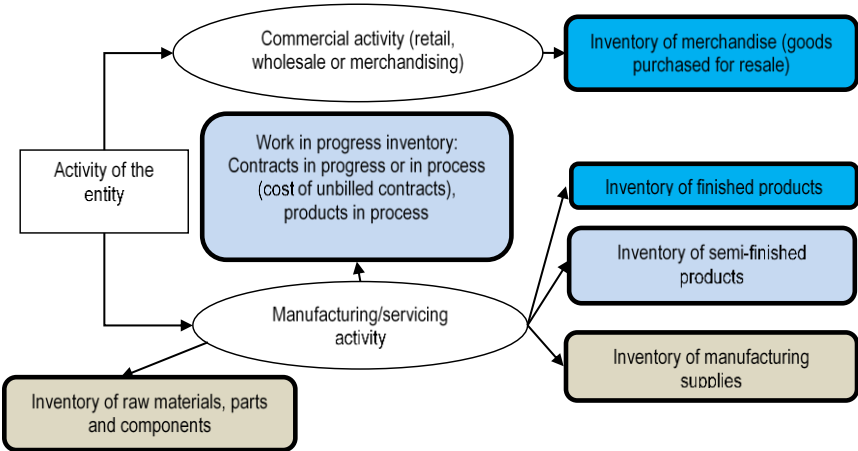 Commercial activity (retail,
wholesale or merchandising)
Inventory of merchandise (goods
purchased for resale)
Work in progress inventory:
Contracts in progress or in process
(cost of unbilled contracts),
products in process
Activity of the
entity
Inventory of finished products
Inventory of semi-finished
products
Manufacturing/servicing
activity
Inventory of manufacturing
supplies
Inventory of raw materials, parts
and components